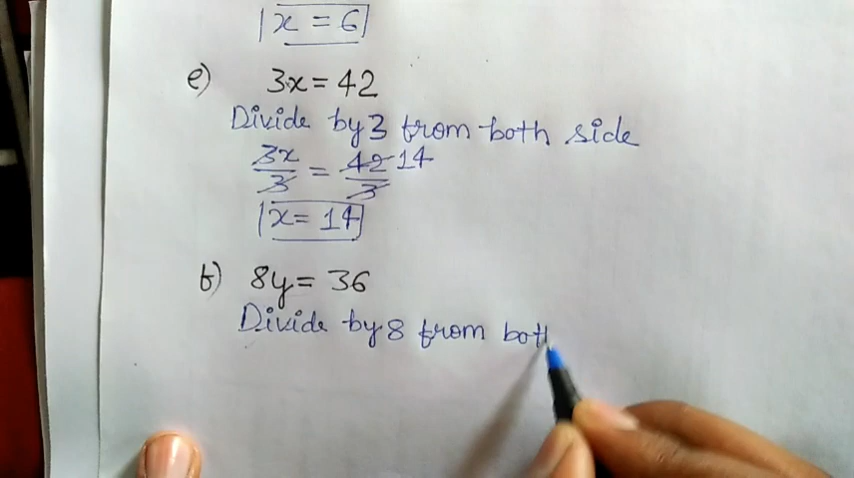 x = 6
e) 3x = 42
Divide by 3 from both side
3x/3 = 42/3 14
x = 14
f) 8y = 36
Divide by 8 from both